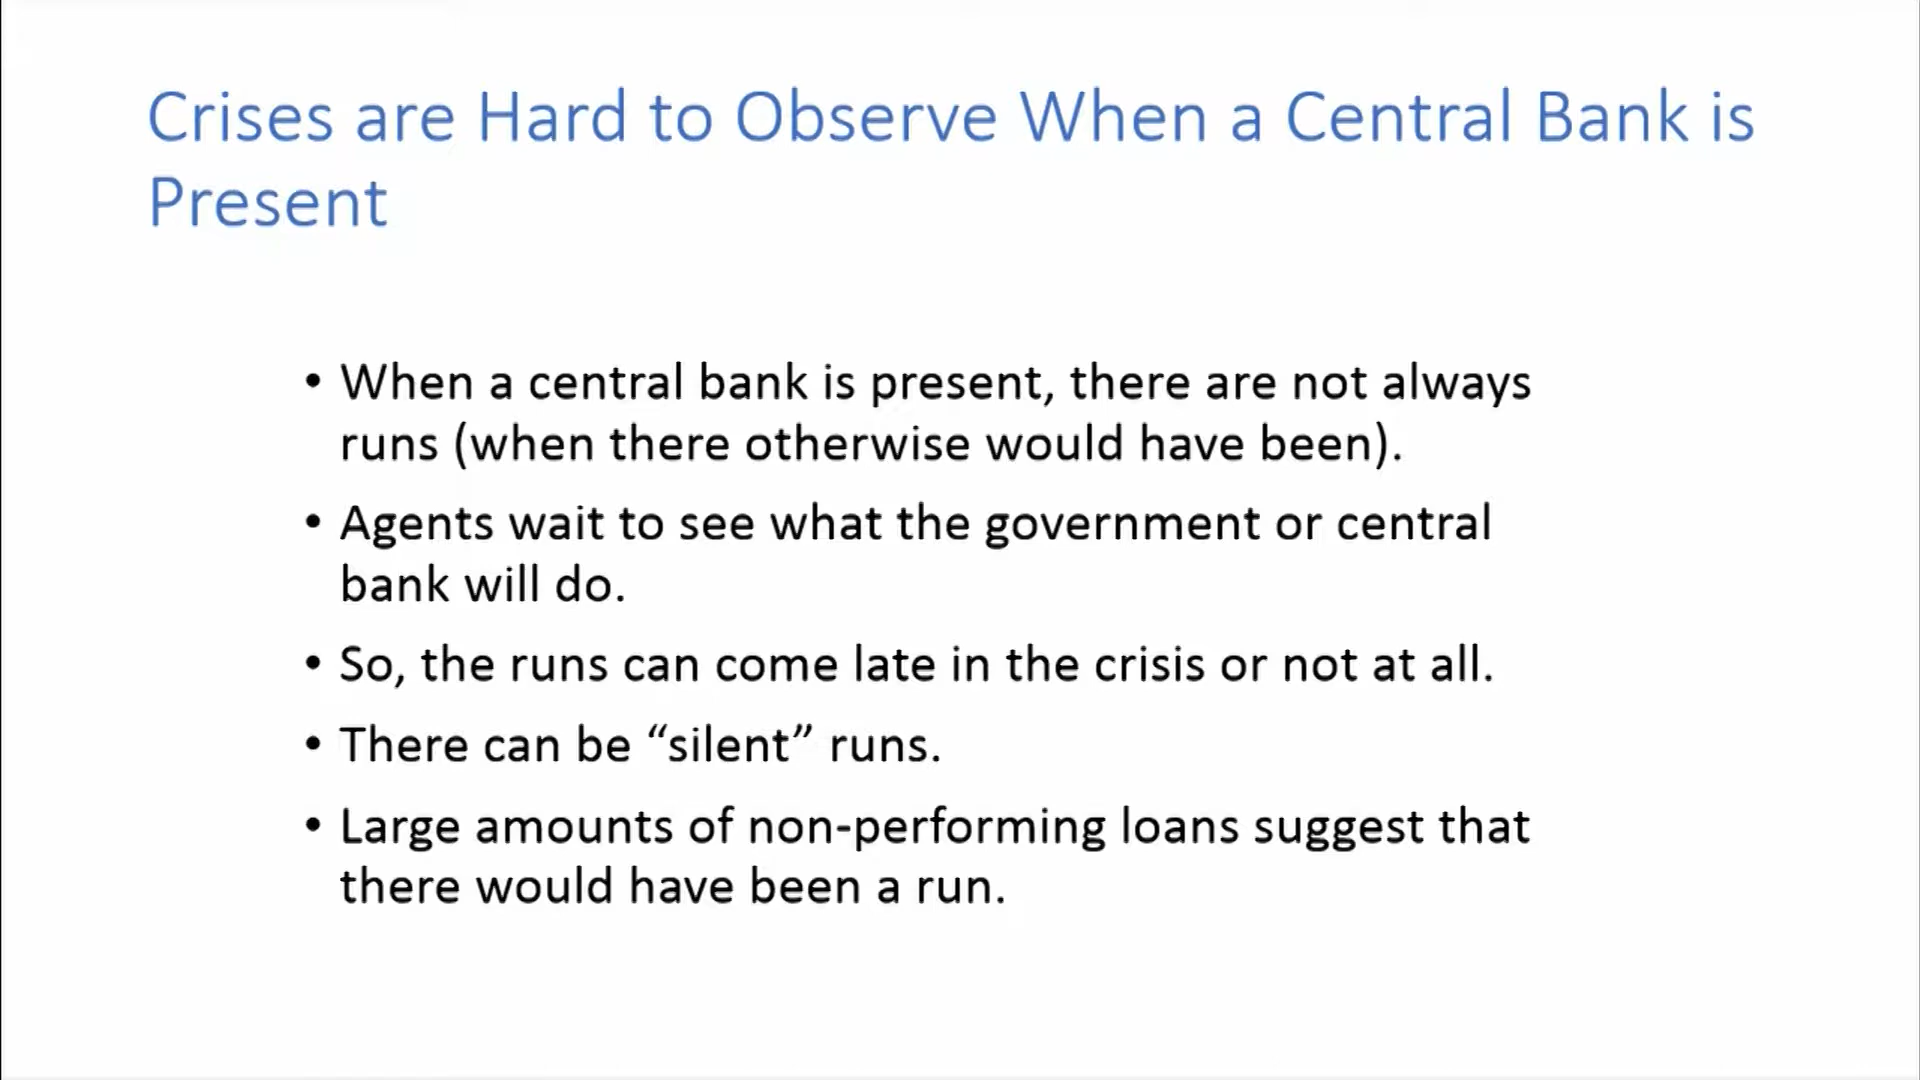 Crises are Hard to Observe When a Central Bank is
Present
• When a central bank is present, there are not always
runs (when there otherwise would have been).
• Agents wait to see what the government or central
bank will do.
• So, the runs can come late in the crisis or not at all.
• There can be “silent” runs.
• Large amounts of non-performing loans suggest that
there would have been a run.